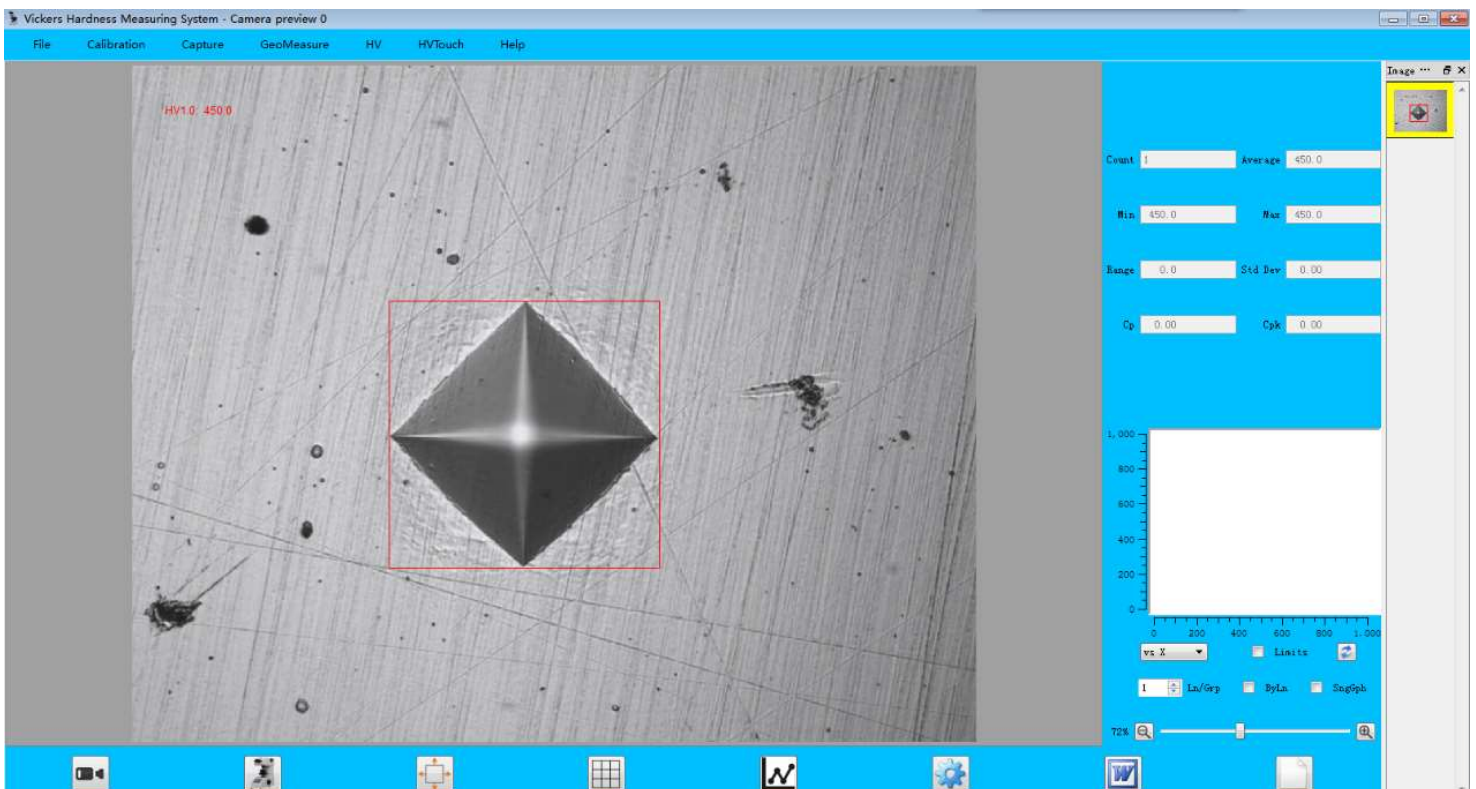 Vickers Hardness Measuring System - Camera preview 0
File Calibration Capture GeoMeasure HV HVTouch Help
Image ...
HV1.0: 450.0
Count 1 Average 450.0
Min 450.0 Max 450.0
Range 0.0 Std Dev 0.00
Cp 0.00 Cpk 0.00
1,000
800
600
400
200
0
0 200 400 600 800 1,000
vs X Limits
1 Ln/Grp ByLn SngGph
72%
W